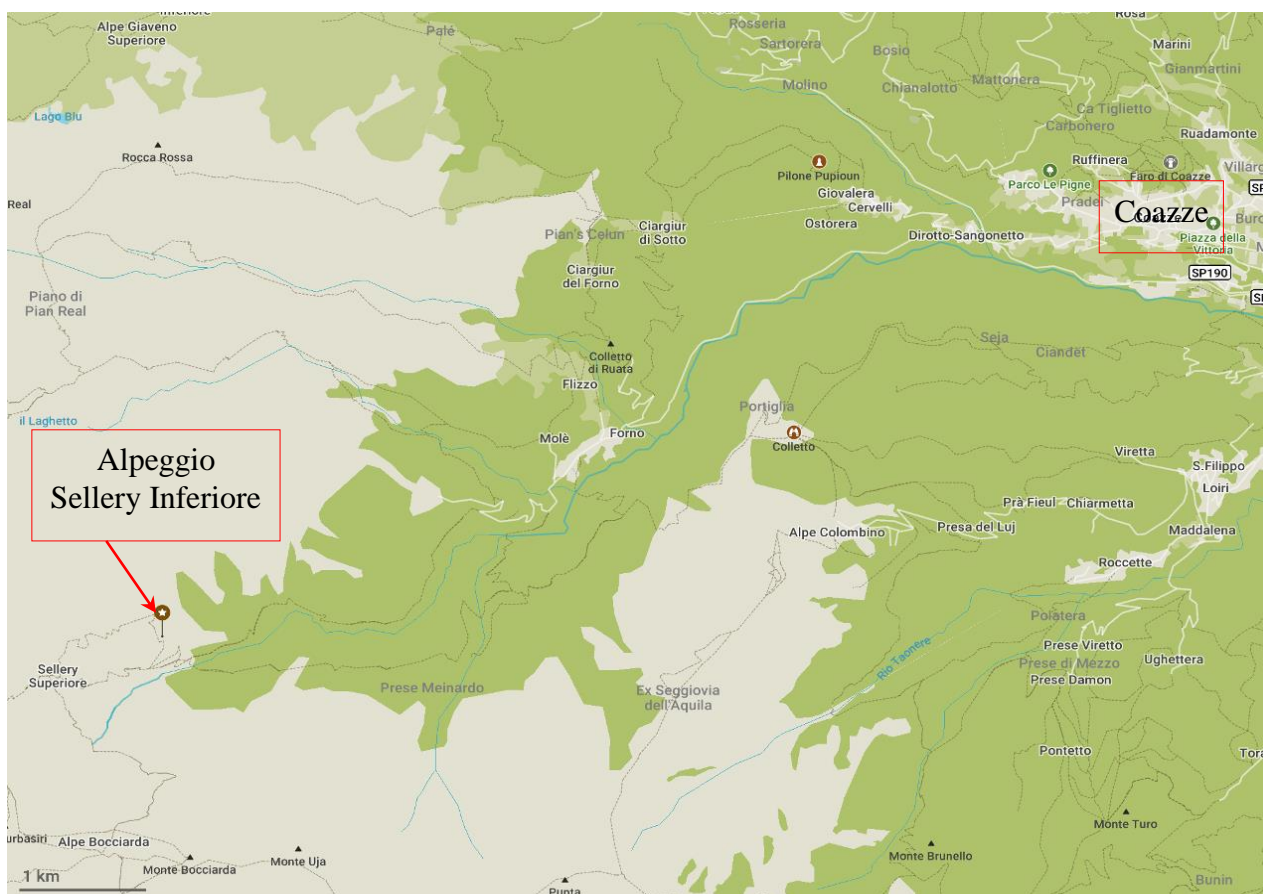 Inferiore
Alpe Giaveno
Superiore
Palé
Rosseria
Sartorera
Bosio
Rosa
Marini
Gianmartini
Molino
Chianalotto
Mattonera
Ca Tiglietto
Carbonero
Lago Blu
Rocca Rossa
Ruadamonte
Ruffinera
Pilone Pupioun
Faro di Coazze
Parco Le Pigne
Giovalera
Cervelli
Pradei
Coazze
Coazze
Real
Pian's Celun
Ciargiur
di Sotto
Ostorera
Dirotto-Sangonetto
Piazza della
Vittoria
SP190
Ciargiur
del Forno
Piano di
Pian Real
Colletto
di Ruata
Seja
Ciandet
Flizzo
il Laghetto
Portiglia
Molè
Forno
Colletto
Viretta
S.Filippo
Loiri
Alpeggio
Sellery Inferiore
Prà Fieul
Chiarmetta
Alpe Colombino
Presa del Luj
Maddalena
Roccette
Polatera
Sellery
Superiore
Prese Viretto
Prese di Mezzo
Ughettera
Prese Damon
Rio Taonere
Prese Meinardo
Ex Seggiovia
dell'Aquila
Pontetto
Monte Turo
Alpe Bocciarda
Monte Uja
Monte Bocciarda
Monte Brunello
1 km
Punta
Bunin